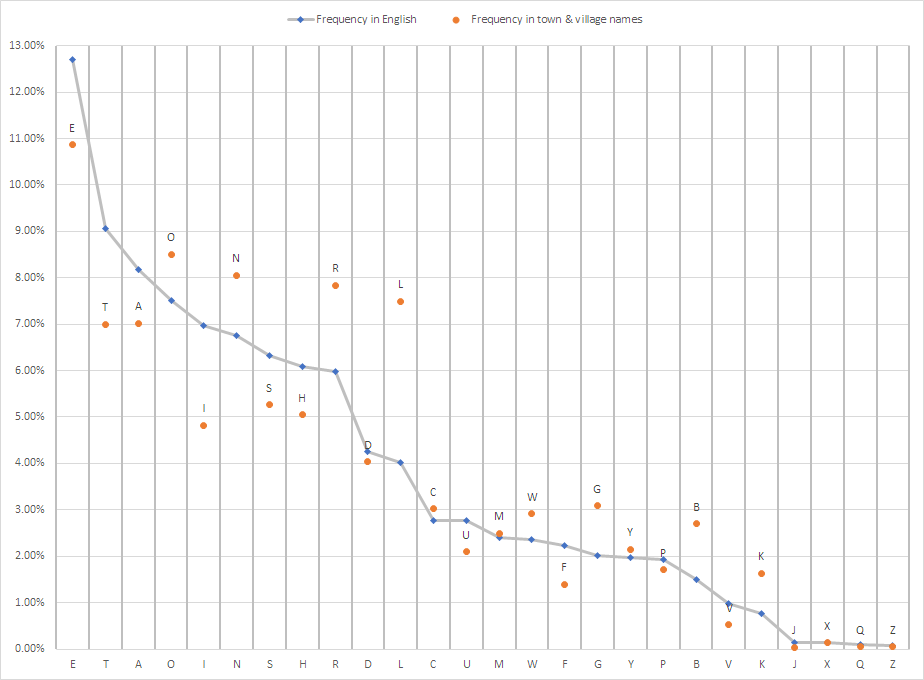 Frequency in English Frequency in town & village names
13.00%
12.00%
E
11.00%
10.00%
9.00%
O
N
8.00%
R
L
T A
7.00%
6.00%
S
H
I
5.00%
D
4.00%
C
W
G
3.00%
M
B
U
Y
2.00%
P
F
K
1.00%
V
J X Q Z
0.00%
E T A O I N S H R D L C U M W F G Y P B V K J X Q Z